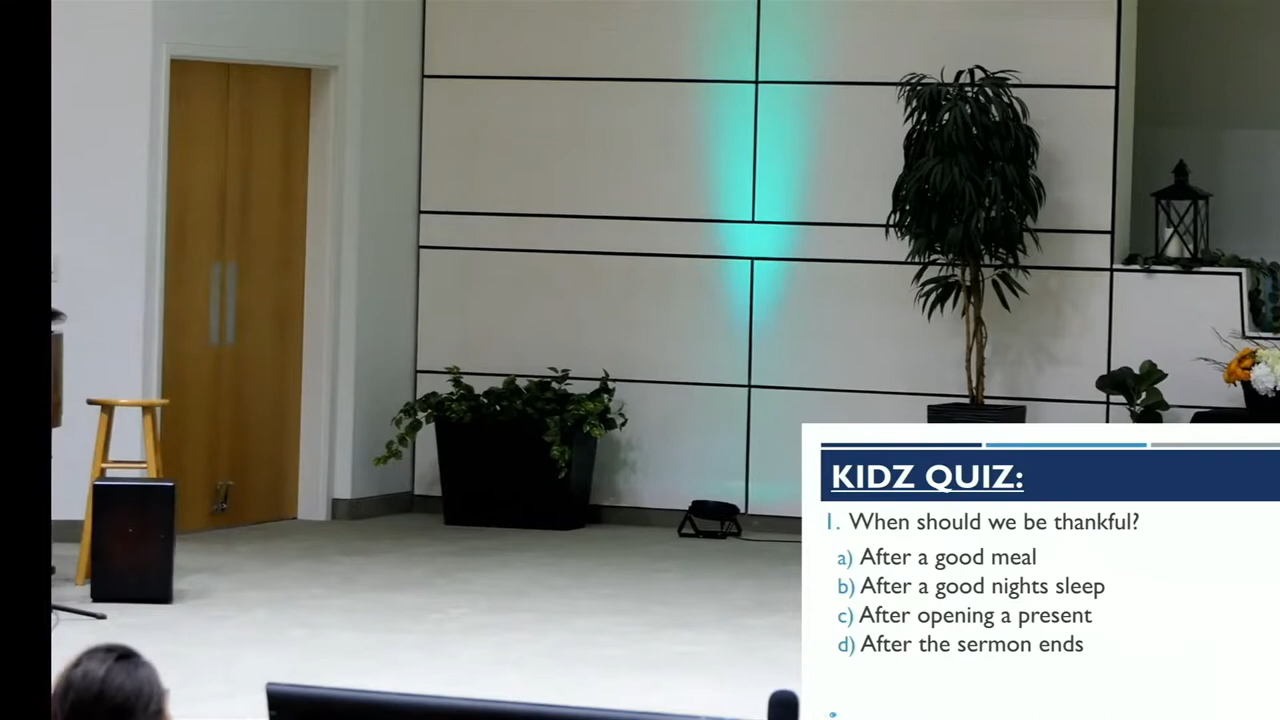 KIDZ QUIZ:
1. When should we be thankful?
a) After a good meal
b) After a good nights sleep
c) After opening a present
d) After the sermon ends